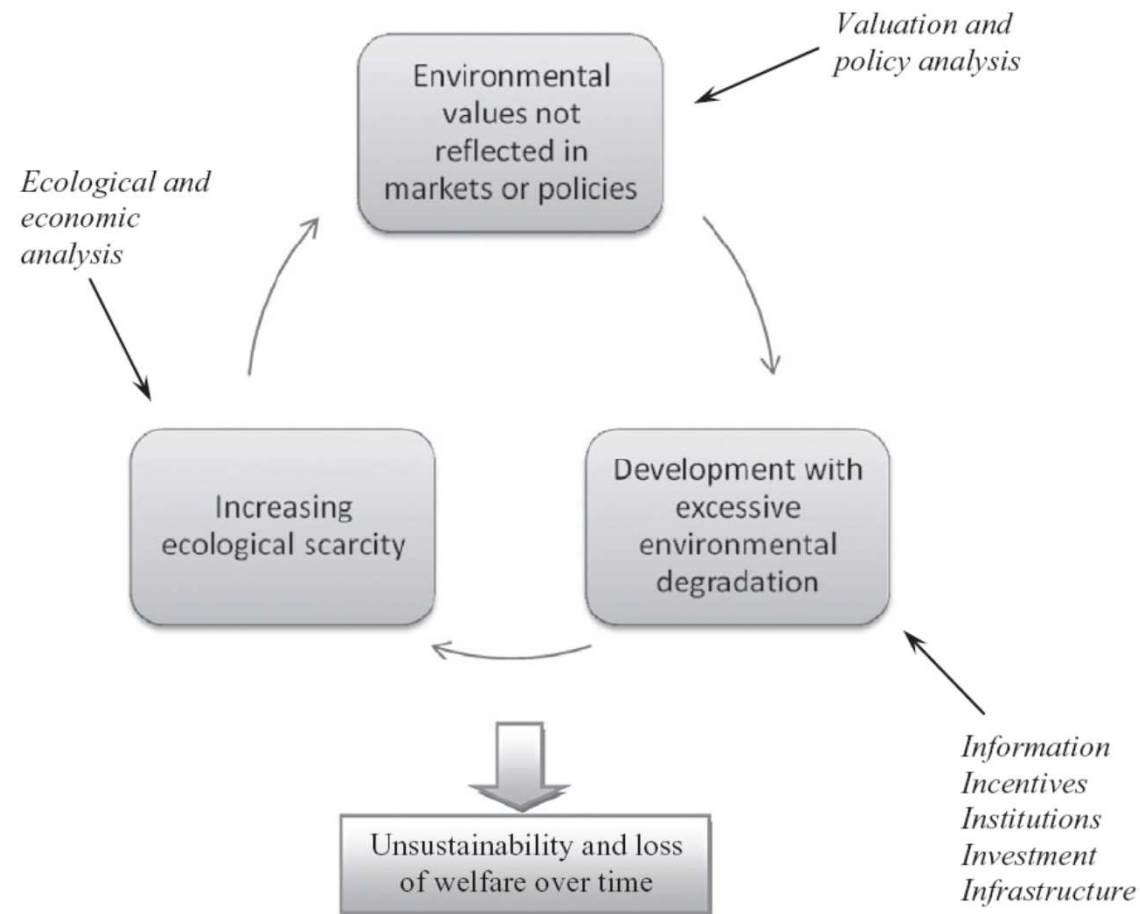 Valuation and
policy analysis
Environmental
values not
reflected in
markets or policies
Ecological and
economic
analysis
Increasing
ecological scarcity
Development with
excessive
environmental
degradation
Information
Incentives
Institutions
Investment
Infrastructure
Unsustainability and loss
of welfare over time